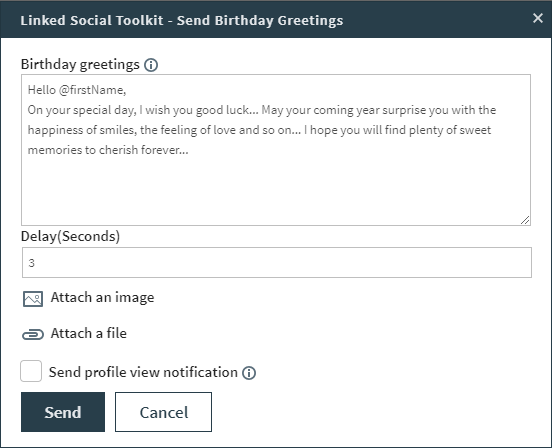 Linked Social Toolkit - Send Birthday Greetings
Birthday greetings
Hello @firstName,
On your special day, I wish you good luck... May your coming year surprise you with the
happiness of smiles, the feeling of love and so on... I hope you will find plenty of sweet
memories to cherish forever...
Delay(Seconds)
3
Attach an image
Attach a file
Send profile view notification
Send Cancel